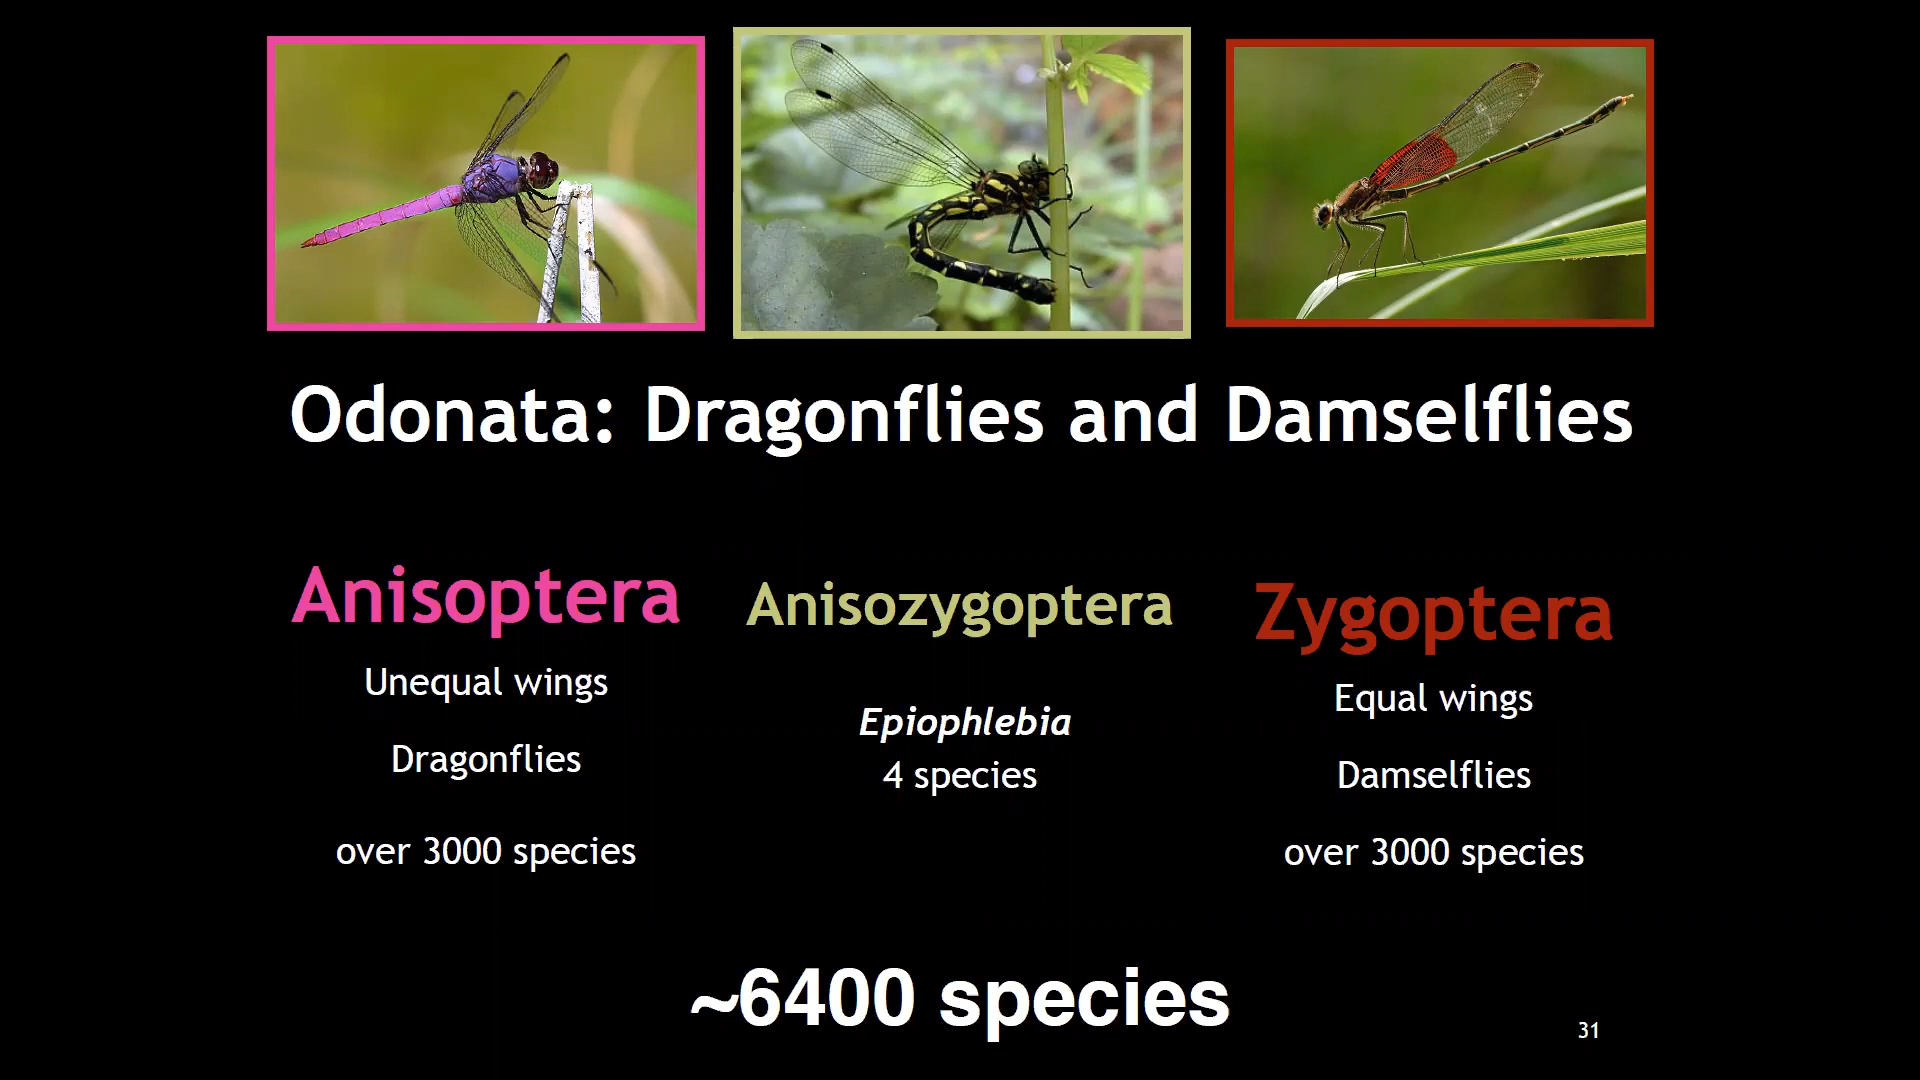 Odonata: Dragonflies and Damselflies
Anisoptera
Unequal wings
Dragonflies
over 3000 species
Anisozygoptera
Epiophlebia
4 species
Zygoptera
Equal wings
Damselflies
over 3000 species
~6400 species
31